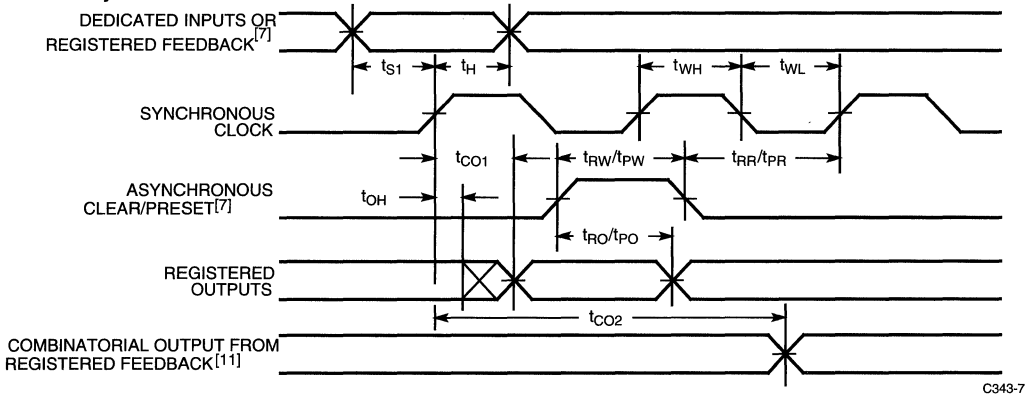 DEDICATED INPUTS OR
REGISTERED FEEDBACK[7]
tS1
tH
tWH
tWL
SYNCHRONOUS
CLOCK
tCO1
tRW/tPW
tRR/tPR
ASYNCHRONOUS
CLEAR/PRESET[7]
tOH
tRO/tPO
REGISTERED
OUTPUTS
tCO2
COMBINATORIAL OUTPUT FROM
REGISTERED FEEDBACK[11]
C343-7